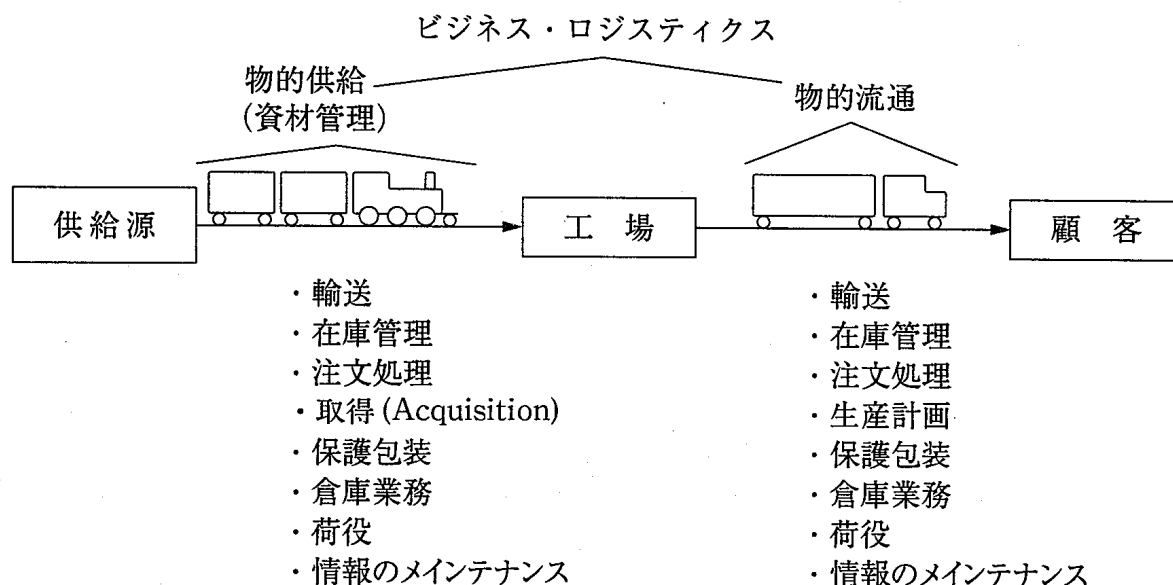 ビジネス・ロジスティクス
物的供給
(資材管理)
物的流通
供給源
工場
顧客
・輸送
・在庫管理
・注文処理
・取得(Acquisition)
・保護包装
・倉庫業務
・荷役
・情報のメインテナンス
・輸送
・在庫管理
・注文処理
・生産計画
・保護包装
・倉庫業務
・荷役
・情報のメインテナンス